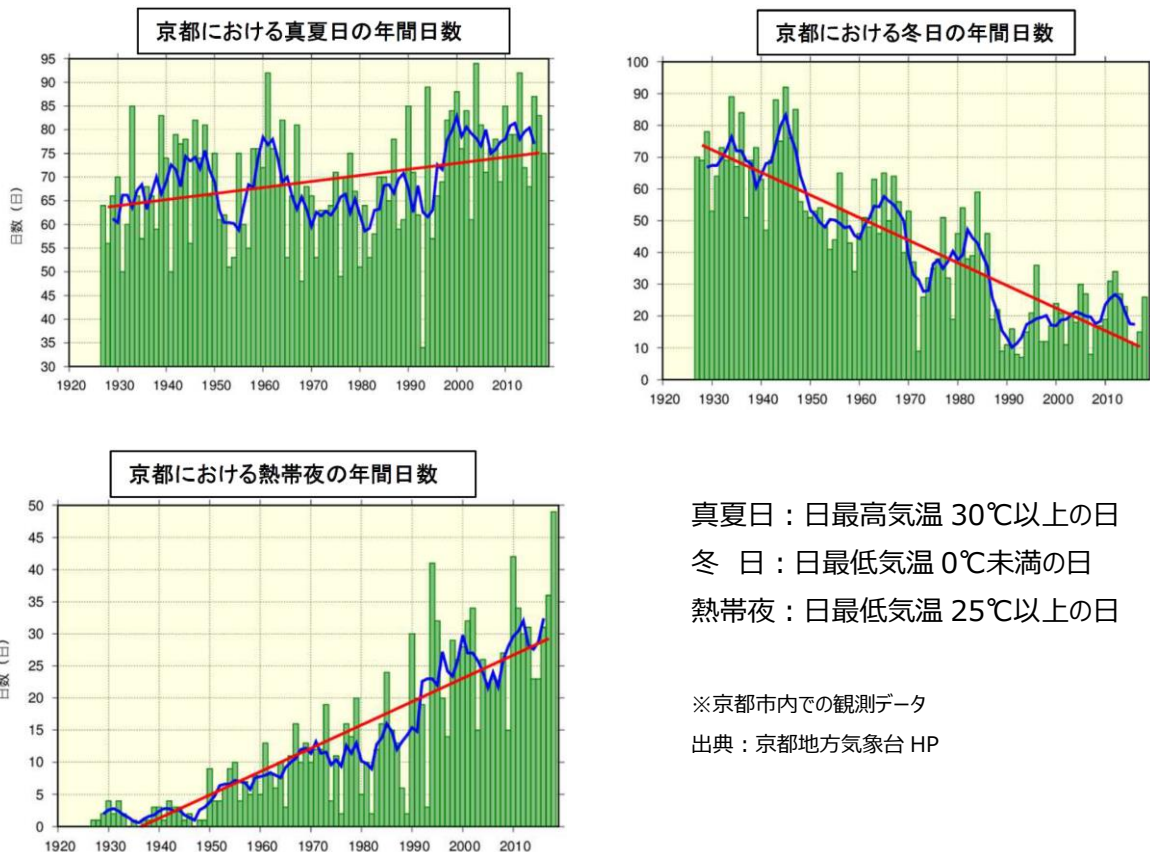 京都における真夏日の年間日数
95
90
85
80
75
70
65
60
55
50
45
40
35
30
日数(日)
1920 1930 1940 1950 1960 1970 1980 1990 2000 2010
京都における冬日の年間日数
100
90
80
70
60
50
40
30
20
10
0
1920 1930 1940 1950 1960 1970 1980 1990 2000 2010
京都における熱帯夜の年間日数
50
45
40
35
30
25
20
15
10
5
0
日数(日)
1920 1930 1940 1950 1960 1970 1980 1990 2000 2010
真夏日:日最高気温 30℃以上の日
冬 日:日最低気温 0℃未満の日
熱帯夜:日最低気温 25℃以上の日
※京都市内での観測データ
出典:京都地方気象台 HP